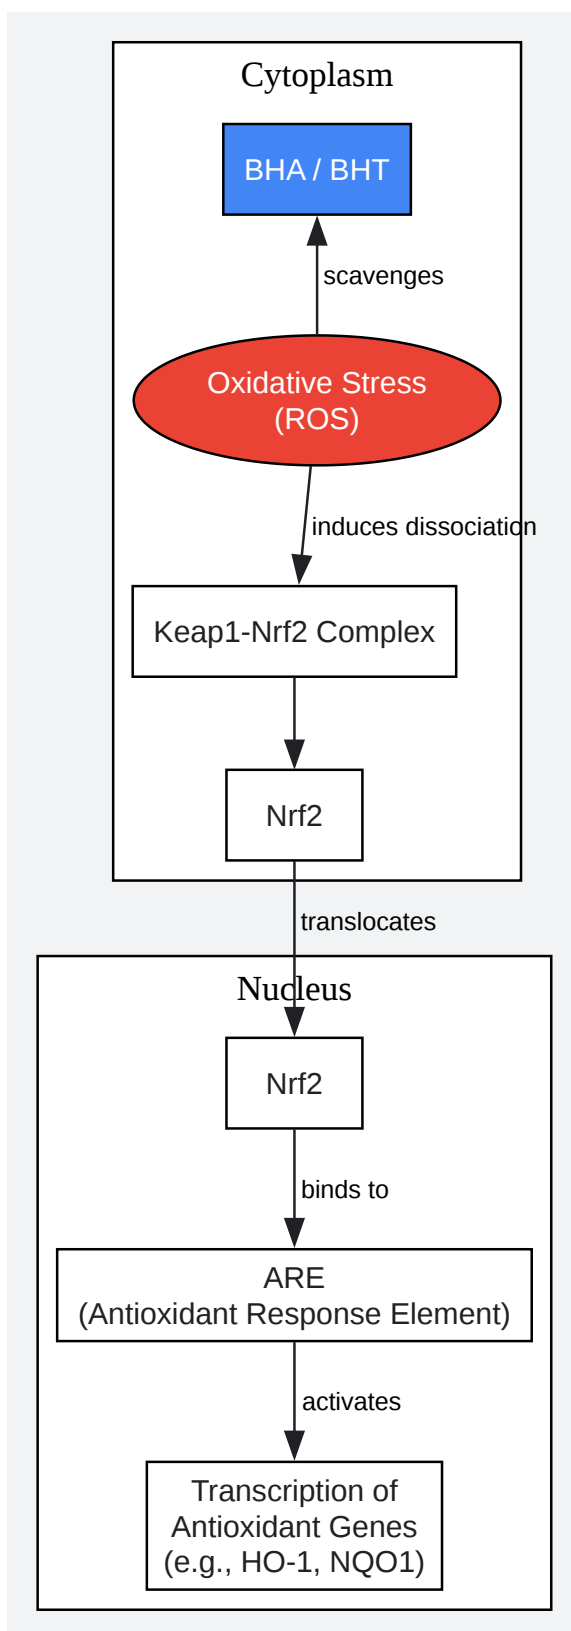 Cytoplasm
BHA / BHT
scavenges
Oxidative Stress
(ROS)
induces dissociation
Keap1-Nrf2 Complex
Nrf2
translocates
Nucleus
Nrf2
binds to
ARE
(Antioxidant Response Element)
activates
Transcription of
Antioxidant Genes
(e.g., HO-1, NQO1)